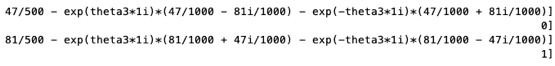 47/500 - exp(theta3*1i)*(47/1000 - 81i/1000) - exp(-theta3*1i)*(47/1000 + 81i/1000)]
0]
81/500 - exp(theta3*1i)*(81/1000 + 47i/1000) - exp(-theta3*1i)*(81/1000 - 47i/1000)]
1]